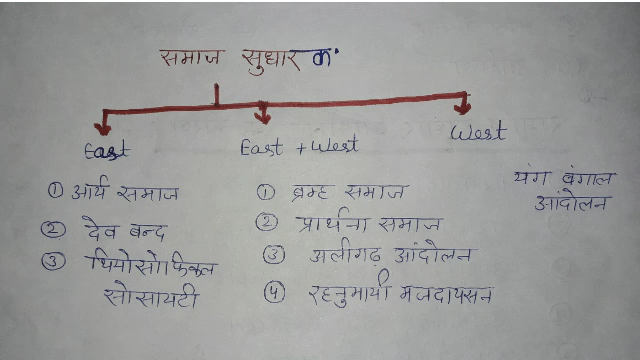 समाज सुधारक
East
East + West
West
① आर्य समाज
② देव बन्द
③ थियोसोफिकल
सोसायटी
① ब्रम्ह समाज
② प्रार्थना समाज
③ अलीगढ़ आंदोलन
④ रहनुमायी मजदायसन
यंग बंगाल
आंदोलन